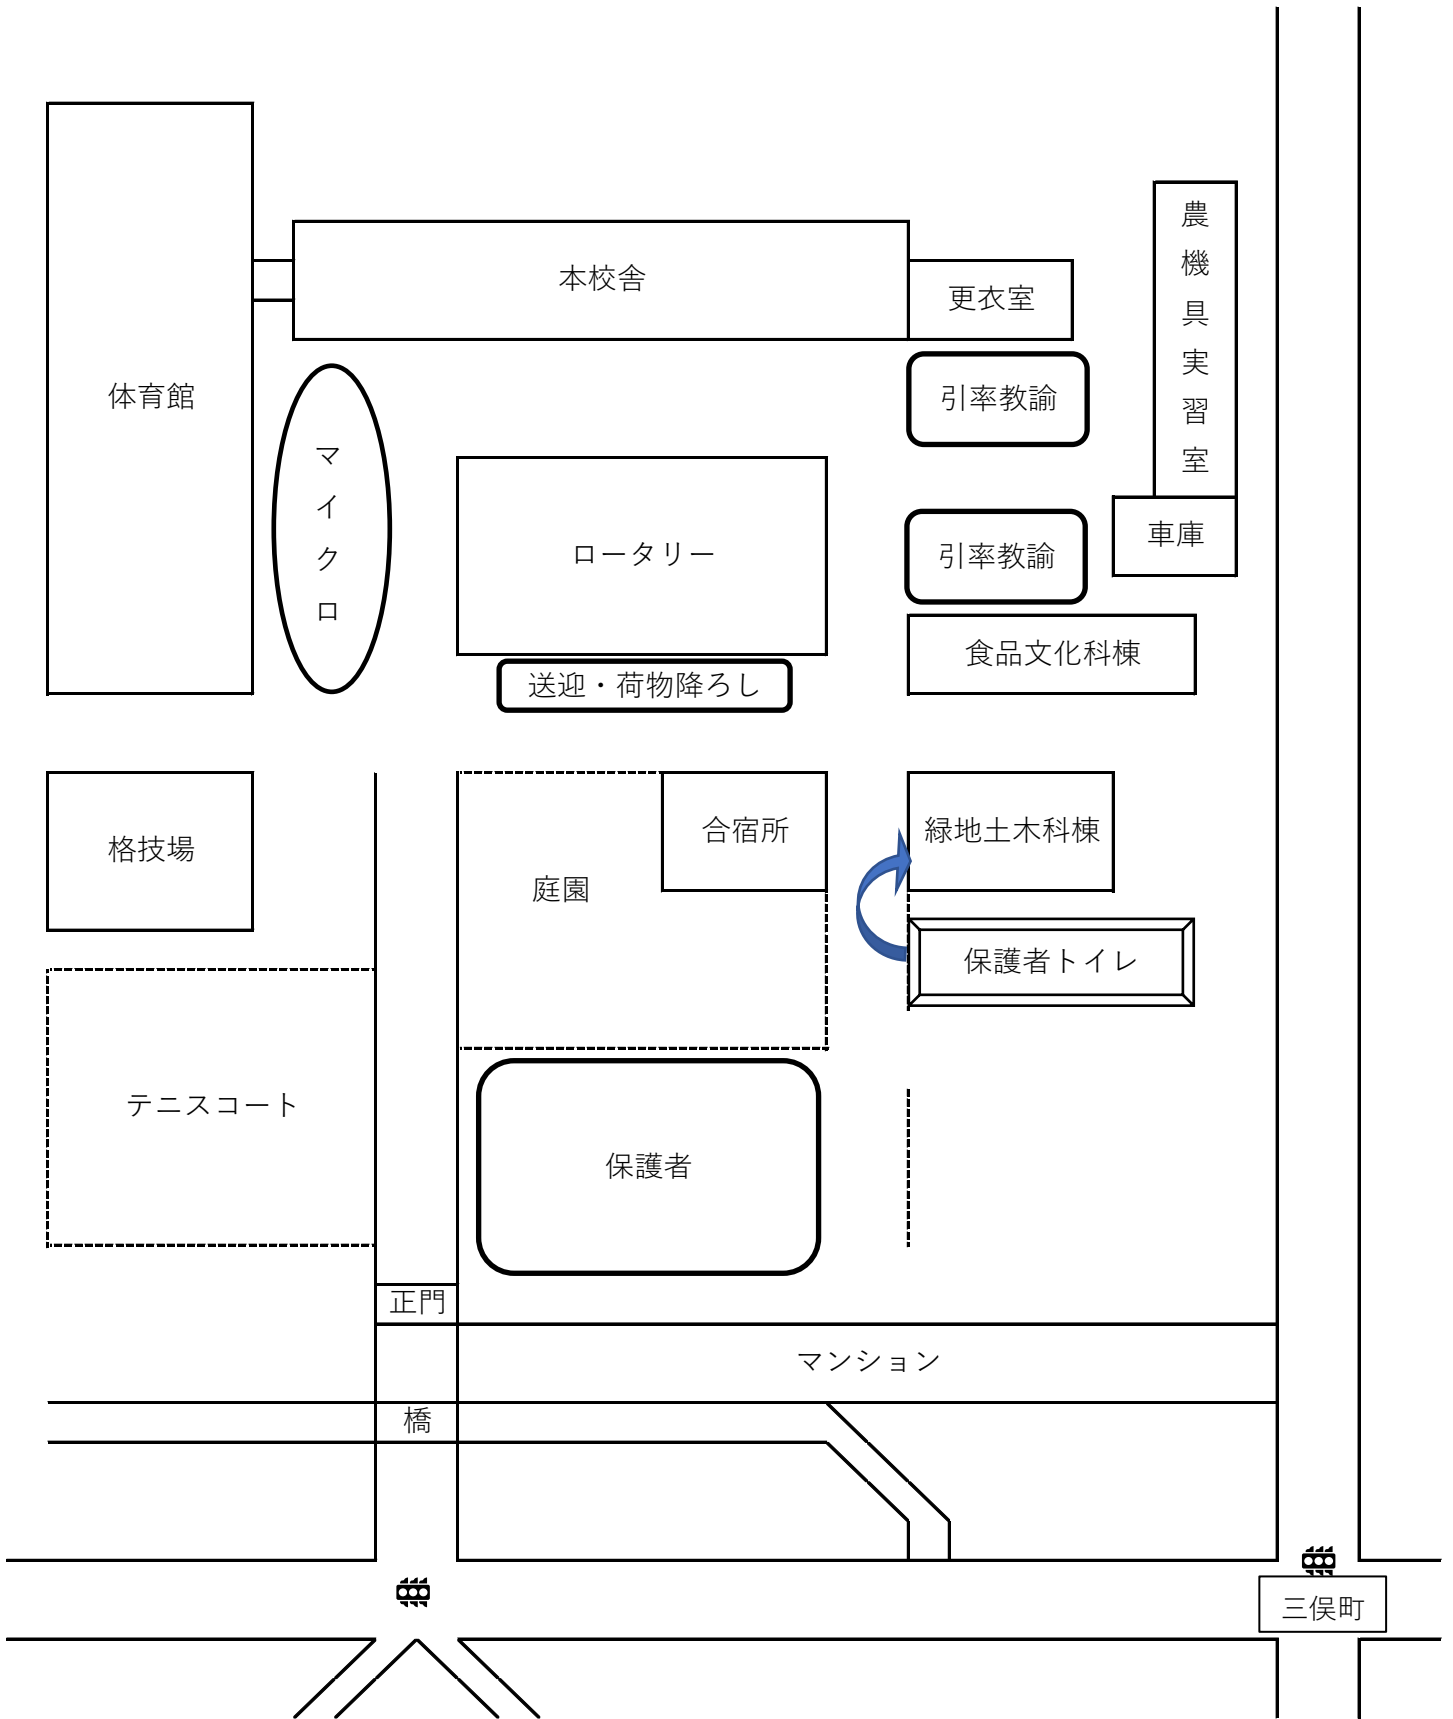 農機具実習室
本校舎
更衣室
体育館
引率教諭
マイクロ
ロータリー
引率教諭
車庫
食品文化科棟
送迎・荷物降ろし
格技場
合宿所
緑地土木科棟
庭園
保護者トイレ
テニスコート
保護者
正門
マンション
橋
三俣町